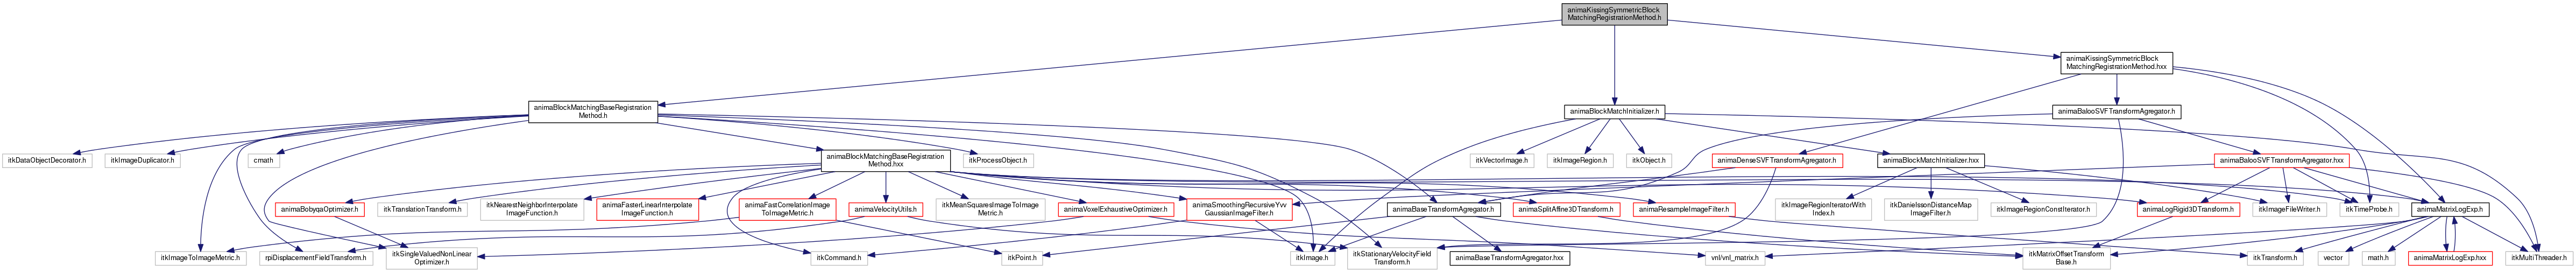 animaKissingSymmetricBlock
MatchingRegistrationMethod.h
animaKissingSymmetricBlock
MatchingRegistrationMethod.hxx
animaBlockMatchingBaseRegistration
Method.h
animaBlockMatchInitializer.h
animaBalooSVFTransformAgregator.h
itkDataObjectDecorator.h
itkImageDuplicator.h
cmath
animaBlockMatchingBaseRegistration
Method.hxx
itkProcessObject.h
itkVectorImage.h
itkImageRegion.h
itkObject.h
animaDenseSVFTransformAgregator.h
animaBlockMatchInitializer.hxx
animaBalooSVFTransformAgregator.hxx
animaBobyqaOptimizer.h
itkTranslationTransform.h
itkNearestNeighborInterpolate
ImageFunction.h
animaFasterLinearInterpolate
ImageFunction.h
animaFastCorrelationImage
ToImageMetric.h
animaVelocityUtils.h
itkMeanSquaresImageToImage
Metric.h
animaVoxelExhaustiveOptimizer.h
animaSmoothingRecursiveYvv
GaussianImageFilter.h
animaBaseTransformAgregator.h
animaSplitAffine3DTransform.h
animaResampleImageFilter.h
itkImageRegionIteratorWith
Index.h
itkDanielssonDistanceMap
ImageFilter.h
itkImageRegionConstIterator.h
animaLogRigid3DTransform.h
itkImageFileWriter.h
itkTimeProbe.h
animaMatrixLogExp.h
itkImageToImageMetric.h
rpiDisplacementFieldTransform.h
itkSingleValuedNonLinear
Optimizer.h
itkCommand.h
itkPoint.h
itkImage.h
itkStationaryVelocityField
Transform.h
animaBaseTransformAgregator.hxx
vnl/vnl_matrix.h
itkMatrixOffsetTransform
Base.h
itkTransform.h
vector
math.h
animaMatrixLogExp.hxx
itkMultiThreader.h